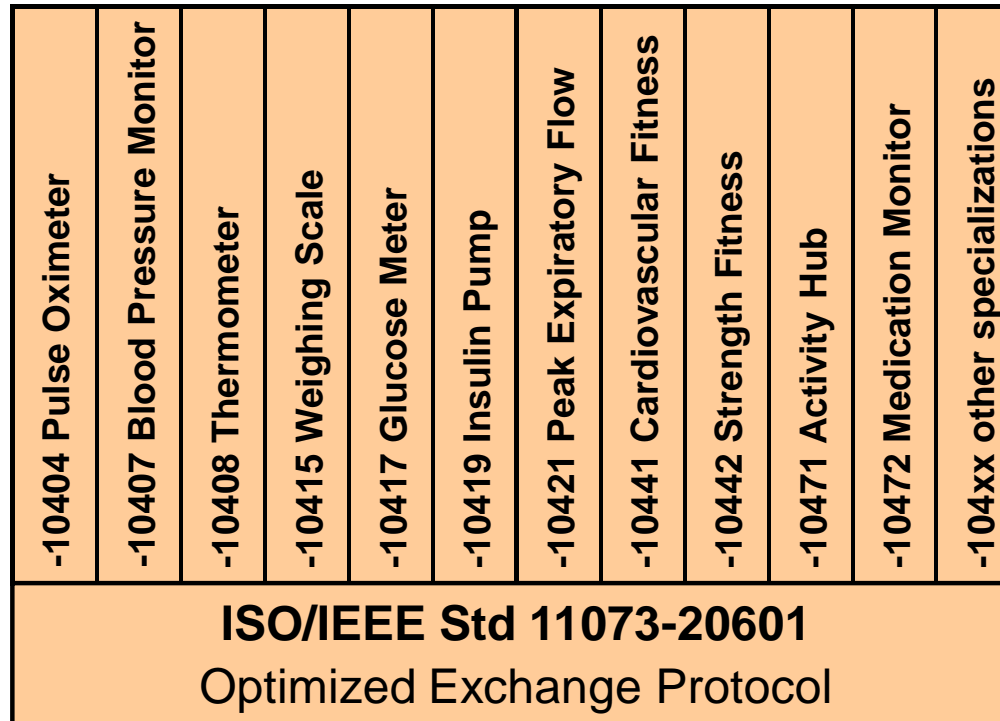 -10404 Pulse Oximeter
-10407 Blood Pressure Monitor
-10408 Thermometer
-10415 Weighing Scale
-10417 Glucose Meter
-10419 Insulin Pump
-10421 Peak Expiratory Flow
-10441 Cardiovascular Fitness
-10442 Strength Fitness
-10471 Activity Hub
-10472 Medication Monitor
-104xx other specializations
ISO/IEEE Std 11073-20601
Optimized Exchange Protocol